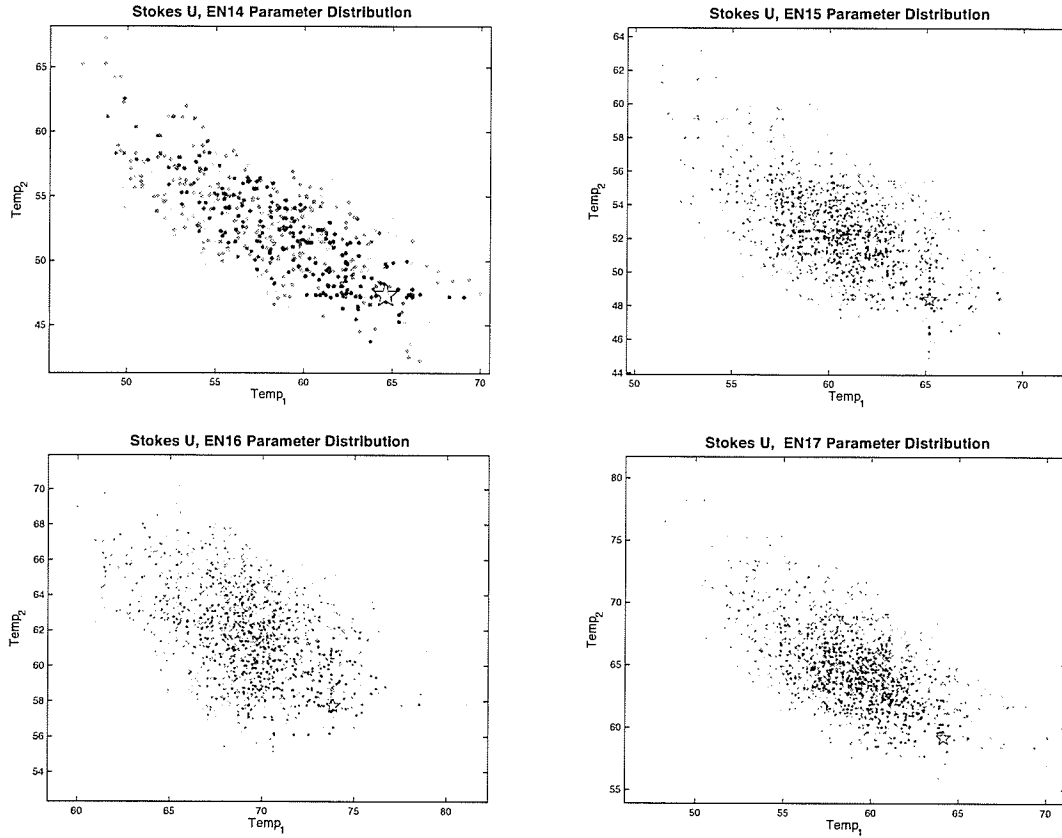 Stokes U, EN14 Parameter Distribution
65
60
55
50
45
Temp2
50 55 60 65 70
Temp1
Stokes U, EN15 Parameter Distribution
64
62
60
58
56
54
52
50
48
46
44
Temp2
50 55 60 65 70
Temp1
Stokes U, EN16 Parameter Distribution
70
68
66
64
62
60
58
56
54
Temp2
60 65 70 75 80
Temp1
Stokes U, EN17 Parameter Distribution
80
75
70
65
60
55
Temp2
50 55 60 65 70
Temp1